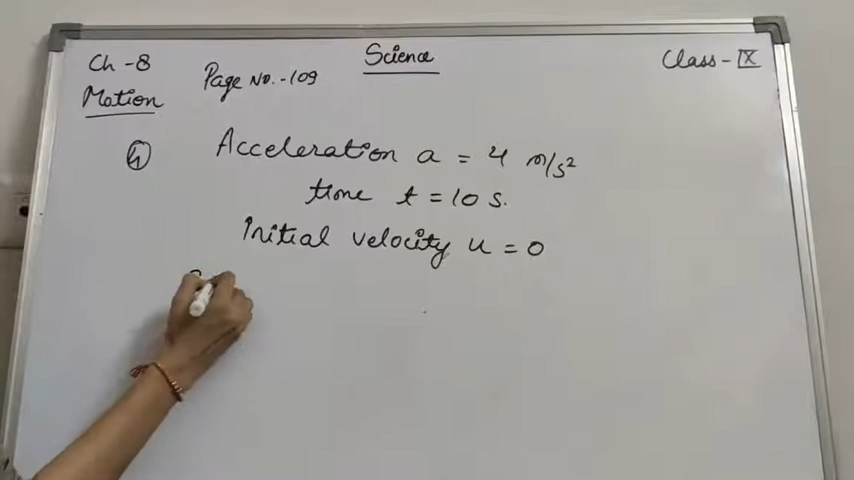 Science
Ch-8
Page No.-109
Class-IX
Motion
4
Acceleration a = 4 m/s²
time t = 10 s.
Initial velocity u = 0